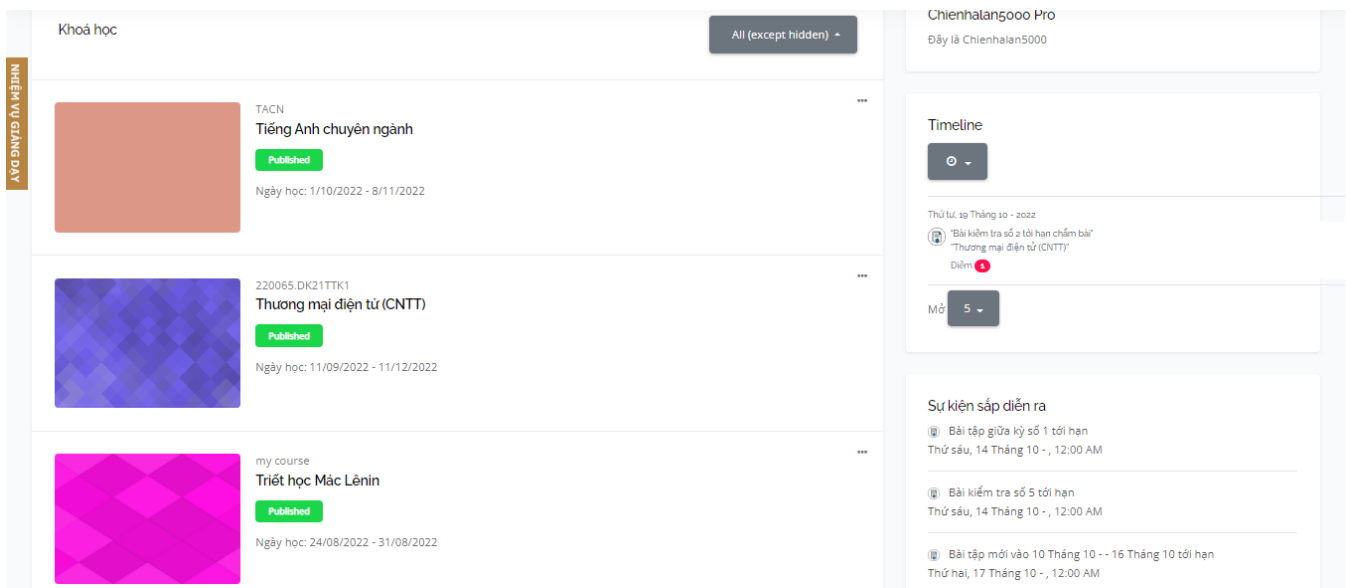 NHIỆM VỤ GIẢNG DẠY
Khoá học
All (except hidden)
TACN
Tiếng Anh chuyên ngành
Published
Ngày học: 1/10/2022 - 8/11/2022
220065.DK21TTK1
Thương mại điện tử (CNTT)
Published
Ngày học: 11/09/2022 - 11/12/2022
my course
Triết học Mác Lênin
Published
Ngày học: 24/08/2022 - 31/08/2022
Chienhalan5000 Pro
Đây là Chienhalan5000
Timeline
Thứ tư, 19 Tháng 10 - 2022
"Bài kiểm tra số 2 tới hạn chấm bài"
"Thương mại điện tử (CNTT)"
Điểm 1
Mở 5
Sự kiện sắp diễn ra
Bài tập giữa kỳ số 1 tới hạn
Thứ sáu, 14 Tháng 10 - , 12:00 AM
Bài kiểm tra số 5 tới hạn
Thứ sáu, 14 Tháng 10 - , 12:00 AM
Bài tập mới vào 10 Tháng 10 - - 16 Tháng 10 tới hạn
Thứ hai, 17 Tháng 10 - , 12:00 AM